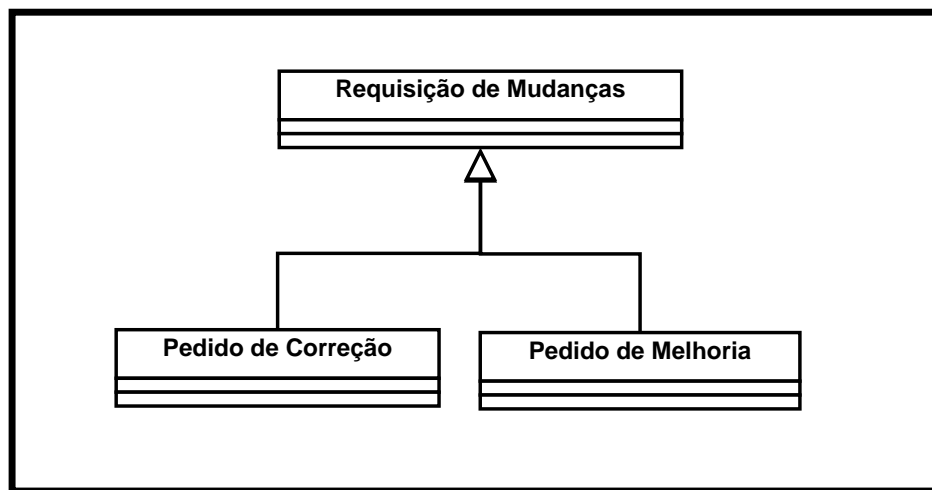 Requisição de Mudanças
Pedido de Correção
Pedido de Melhoria